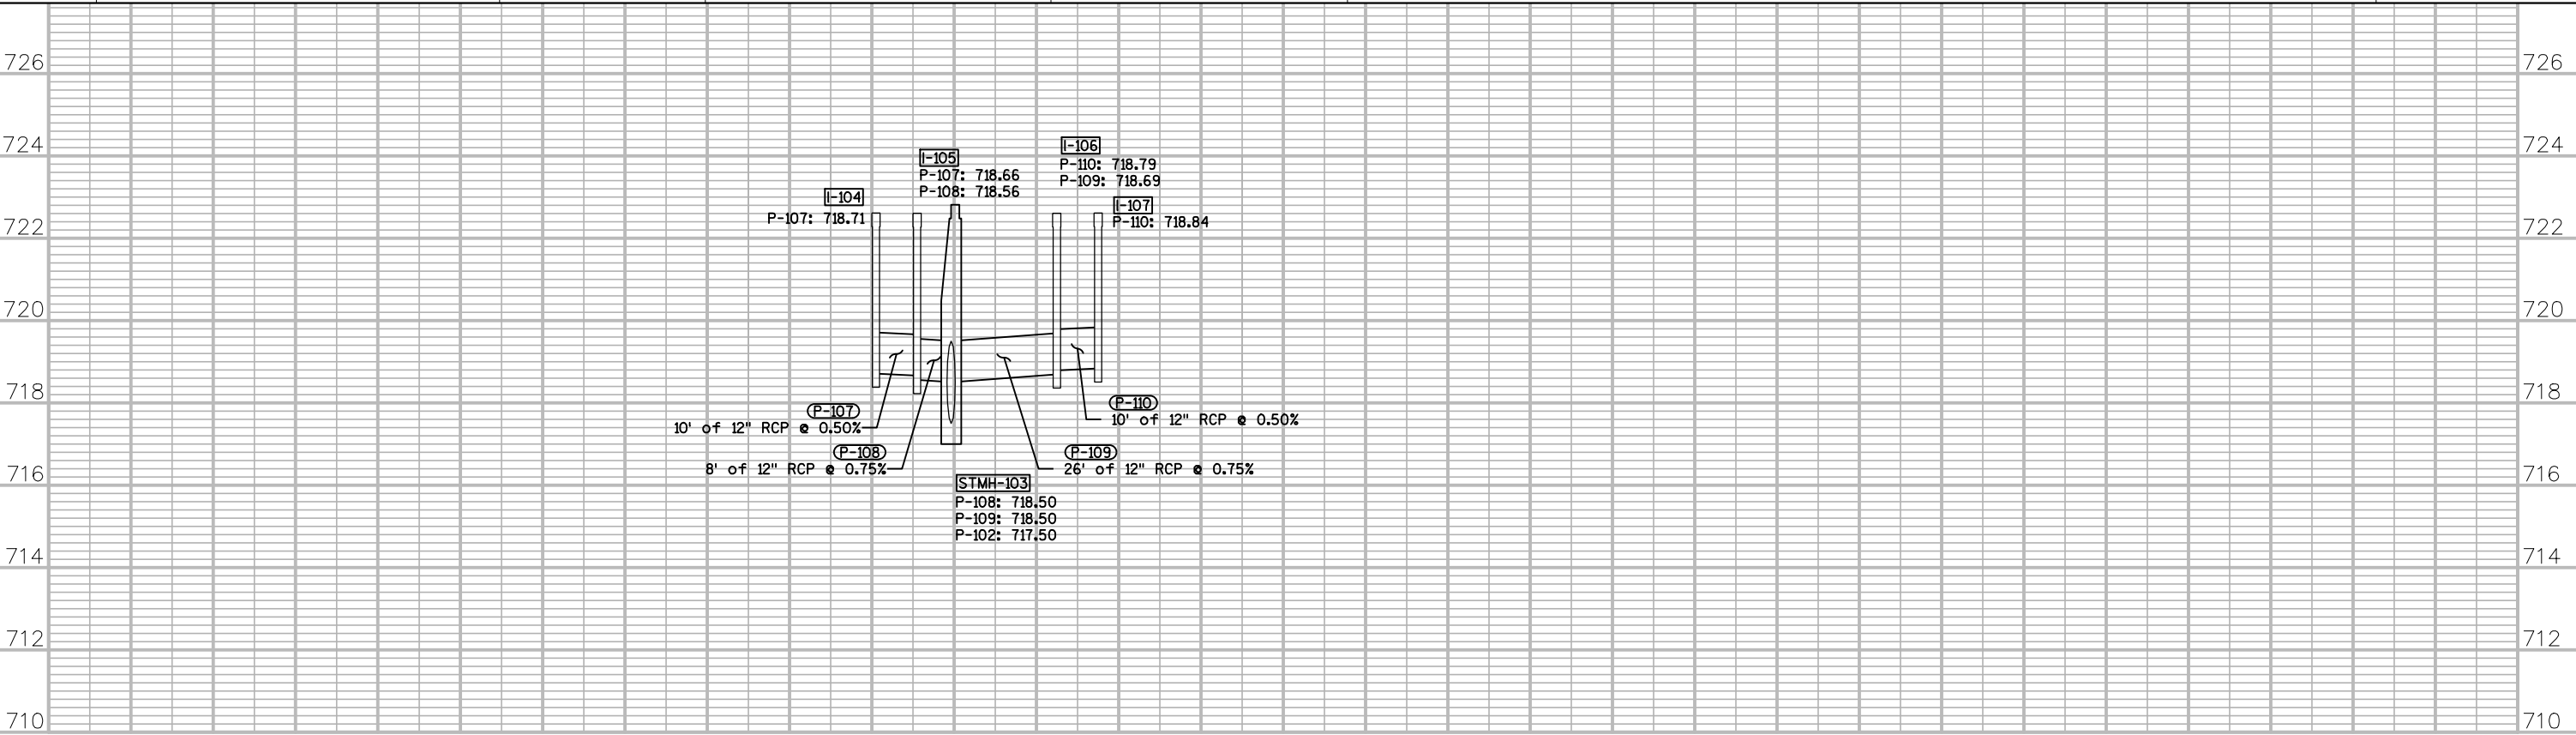 726
726
724
724
722
722
720
720
718
718
716
716
714
714
712
712
710
710
I-104
P-107: 718.71
I-105
P-107: 718.66
P-108: 718.56
I-106
P-110: 718.79
P-109: 718.69
I-107
P-110: 718.84
P-107
10' of 12" RCP @ 0.50%
P-108
8' of 12" RCP @ 0.75%
P-110
10' of 12" RCP @ 0.50%
P-109
26' of 12" RCP @ 0.75%
STMH-103
P-108: 718.50
P-109: 718.50
P-102: 717.50